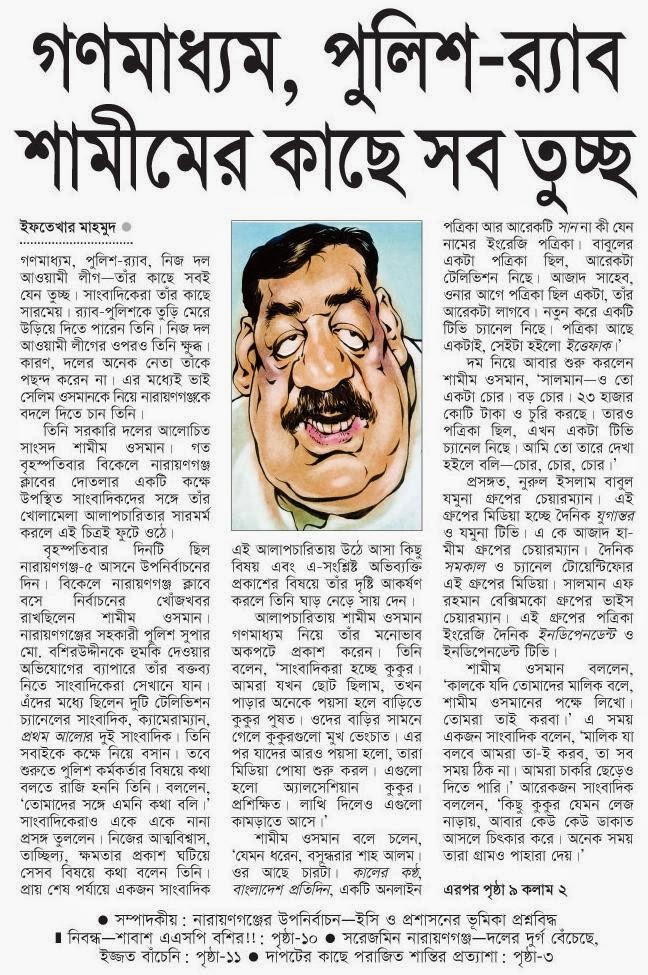 গণমাধ্যম, পুলিশ-র‍্যাব
শামীমের কাছে সব তুচ্ছ
ইফতেখার মাহমুদ ●
গণমাধ্যম, পুলিশ-র‍্যাব, নিজ দল
আওয়ামী লীগ—তাঁর কাছে সবই
যেন তুচ্ছ। সাংবাদিকেরা তাঁর কাছে
সারমেয়। র‍্যাব-পুলিশকে তুড়ি মেরে
উড়িয়ে দিতে পারেন তিনি। নিজ দল
আওয়ামী লীগের ওপরও তিনি ক্ষুব্ধ।
কারণ, দলের অনেক নেতা তাঁকে
পছন্দ করেন না। এর মধ্যেই ভাই
সেলিম ওসমানকে নিয়ে নারায়ণগঞ্জকে
বদলে দিতে চান তিনি।
তিনি সরকারি দলের আলোচিত
সাংসদ শামীম ওসমান। গত
বৃহস্পতিবার বিকেলে নারায়ণগঞ্জ
ক্লাবের দোতলার একটি কক্ষে
উপস্থিত সাংবাদিকদের সঙ্গে তাঁর
খোলামেলা আলাপচারিতার সারমর্ম
করলে এই চিত্রই ফুটে ওঠে।
বৃহস্পতিবার দিনটি ছিল
নারায়ণগঞ্জ-৫ আসনে উপনির্বাচনের
দিন। বিকেলে নারায়ণগঞ্জ ক্লাবে
বসে নির্বাচনের খোঁজখবর
রাখছিলেন শামীম ওসমান।
নারায়ণগঞ্জের সহকারী পুলিশ সুপার
মো. বশিরউদ্দীনকে হুমকি দেওয়ার
অভিযোগের ব্যাপারে তাঁর বক্তব্য
নিতে সাংবাদিকেরা সেখানে যান।
এঁদের মধ্যে ছিলেন দুটি টেলিভিশন
চ্যানেলের সাংবাদিক, ক্যামেরাম্যান,
প্রথম আলোর দুই সাংবাদিক। তিনি
সবাইকে কক্ষে নিয়ে বসান। তবে
শুরুতে পুলিশ কর্মকর্তার বিষয়ে কথা
বলতে রাজি হননি তিনি। বললেন,
‘তোমাদের সঙ্গে এমনি কথা বলি।’
সাংবাদিকেরাও একে একে নানা
প্রসঙ্গ তুললেন। নিজের আত্মবিশ্বাস,
তাচ্ছিল্য, ক্ষমতার প্রকাশ ঘটিয়ে
সেসব বিষয়ে কথা বলেন তিনি।
প্রায় শেষ পর্যায়ে একজন সাংবাদিক
এই আলাপচারিতায় উঠে আসা কিছু
বিষয় এবং এ-সংশ্লিষ্ট অভিব্যক্তি
প্রকাশের বিষয়ে তাঁর দৃষ্টি আকর্ষণ
করলে তিনি ঘাড় নেড়ে সায় দেন।
আলাপচারিতায় শামীম ওসমান
গণমাধ্যম নিয়ে তাঁর মনোভাব
অকপটে প্রকাশ করেন। তিনি
বলেন, ‘সাংবাদিকরা হচ্ছে কুকুর।
আমরা যখন ছোট ছিলাম, তখন
পাড়ার অনেকে পয়সা হলে বাড়িতে
কুকুর পুষত। ওদের বাড়ির সামনে
গেলে কুকুরগুলো মুখ ভেংচাত। এর
পর যাদের আরও পয়সা হলো, তারা
মিডিয়া পোষা শুরু করল। এগুলো
হলো অ্যালসেশিয়ান কুকুর।
প্রশিক্ষিত। লাথি দিলেও এগুলো
কামড়াতে আসে।’
শামীম ওসমান বলে চলেন,
‘যেমন ধরেন, বসুন্ধরার শাহ আলম।
ওর আছে চারটা। কালের কণ্ঠ,
বাংলাদেশ প্রতিদিন, একটি অনলাইন
পত্রিকা আর আরেকটি সান না কী যেন
নামের ইংরেজি পত্রিকা। বাবুলের
একটা পত্রিকা ছিল, আরেকটা
টেলিভিশন নিছে। আজাদ সাহেব,
ওনার আগে পত্রিকা ছিল একটা, তাঁর
আরেকটা লাগবে। নতুন করে একটি
টিভি চ্যানেল নিছে। পত্রিকা আছে
একটাই, সেইটা হইলো ইত্তেফাক।’
দম নিয়ে আবার শুরু করলেন
শামীম ওসমান, ‘সালমান—ও তো
একটা চোর। বড় চোর। ২৩ হাজার
কোটি টাকা ও চুরি করছে। তারও
পত্রিকা ছিল, এখন একটা টিভি
চ্যানেল নিছে। আমি তো তারে দেখা
হইলে বলি—চোর, চোর, চোর।’
প্রসঙ্গত, নুরুল ইসলাম বাবুল
যমুনা গ্রুপের চেয়ারম্যান। এই
গ্রুপের মিডিয়া হচ্ছে দৈনিক যুগান্তর
ও যমুনা টিভি। এ কে আজাদ হা-
মীম গ্রুপের চেয়ারম্যান। দৈনিক
সমকাল ও চ্যানেল টোয়েন্টিফোর
এই গ্রুপের মিডিয়া। সালমান এফ
রহমান বেক্সিমকো গ্রুপের ভাইস
চেয়ারম্যান। এই গ্রুপের পত্রিকা
ইংরেজি দৈনিক ইনডিপেনডেন্ট ও
ইনডিপেনডেন্ট টিভি।
শামীম ওসমান বললেন,
‘কালকে যদি তোমাদের মালিক বলে,
শামীম ওসমানের পক্ষে লিখো।
তোমরা তাই করবা।’ এ সময়
একজন সাংবাদিক বলেন, ‘মালিক যা
বলবে আমরা তা-ই করব, তা সব
সময় ঠিক না। আমরা চাকরি ছেড়েও
দিতে পারি।’ আরেকজন সাংবাদিক
বললেন, ‘কিছু কুকুর যেমন লেজ
নাড়ায়, আবার কেউ কেউ ডাকাত
আসলে চিৎকার করে। অনেক সময়
তারা গ্রামও পাহারা দেয়।’
এরপর পৃষ্ঠা ৯ কলাম ২
● সম্পাদকীয় : নারায়ণগঞ্জের উপনির্বাচন—ইসি ও প্রশাসনের ভূমিকা প্রশ্নবিদ্ধ
▮ নিবন্ধ—শাবাশ এএসপি বশির!! : পৃষ্ঠা-১০ ● সরেজমিন নারায়ণগঞ্জ—দলের দুর্গ বেঁচেছে,
ইজ্জত বাঁচেনি : পৃষ্ঠা-১১ ● দাপটের কাছে পরাজিত শান্তির প্রত্যাশা : পৃষ্ঠা-৩